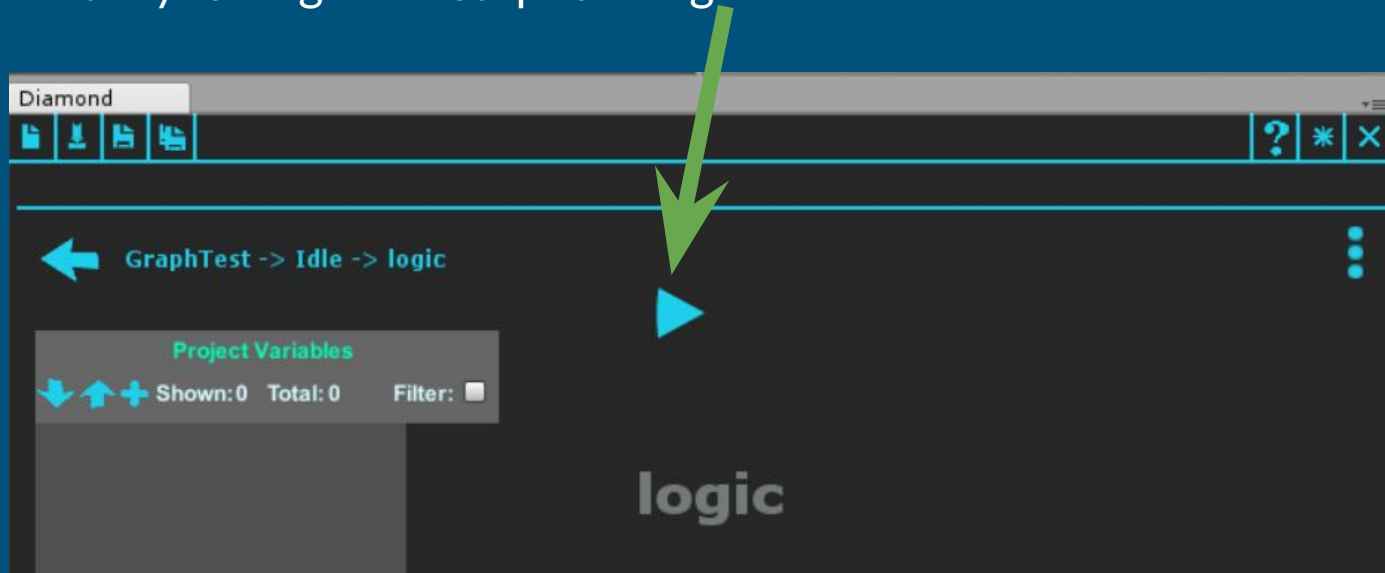 Diamond
GraphTest -> Idle -> logic
Project Variables
Shown: 0 Total: 0 Filter:
logic